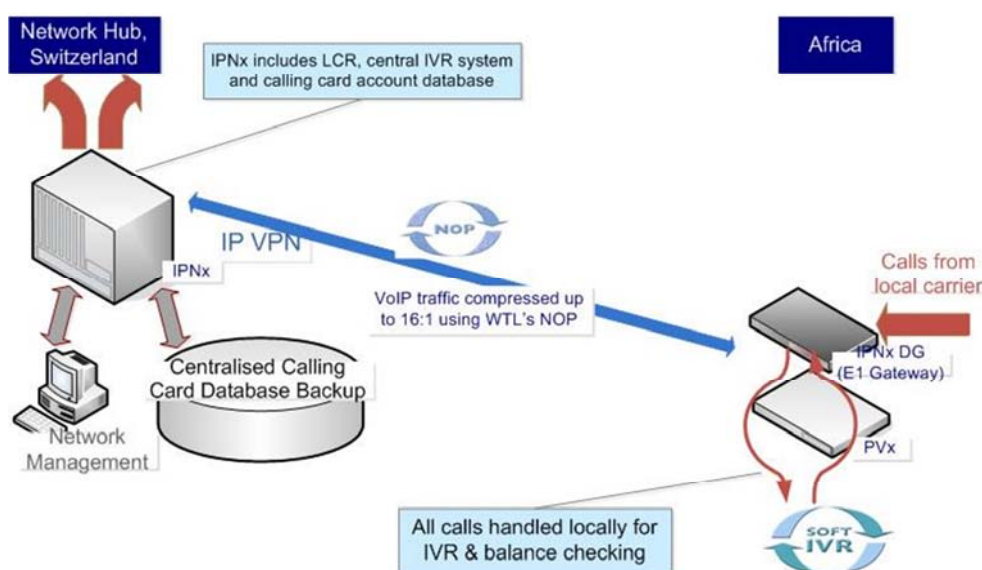 Network Hub,
Switzerland
IPNx includes LCR, central IVR system
and calling card account database
Africa
NOP
IP VPN
IPNx
VoIP traffic compressed up
to 16:1 using WTL's NOP
Calls from
local carrier
IPNx DG
(E1 Gateway)
Centralised Calling
Card Database Backup
Network
Management
PVx
All calls handled locally for
IVR & balance checking
SOFT
IVR